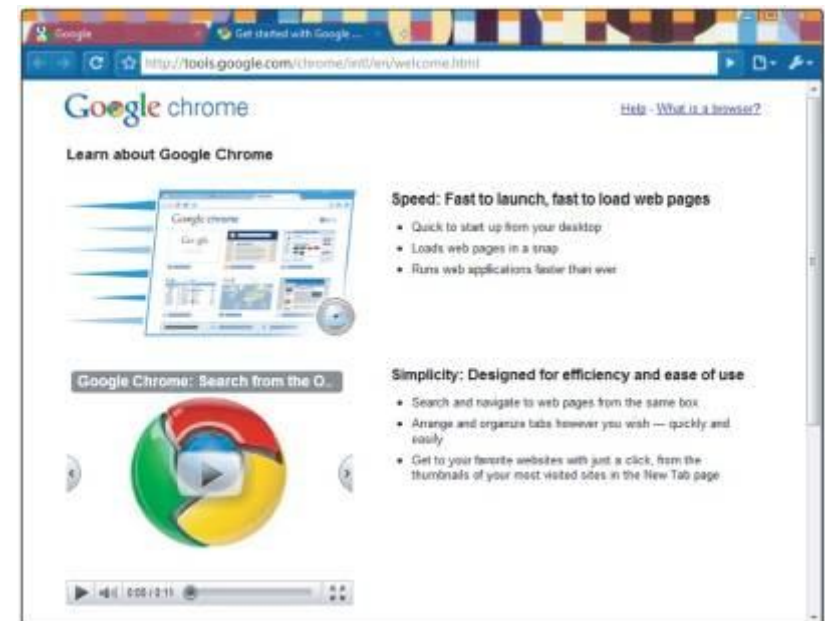 Google
Get started with Google ...
http://tools.google.com/chrome/intl/en/welcome.html
Google chrome
Help - What is a browser?
Learn about Google Chrome
Google chrome
Google
Speed: Fast to launch, fast to load web pages
Quick to start up from your desktop
Loads web pages in a snap
Runs web applications faster than ever
Google Chrome: Search from the O..
Simplicity: Designed for efficiency and ease of use
Search and navigate to web pages from the same box
Arrange and organize tabs however you wish — quickly and
easily
Get to your favorite websites with just a click, from the
thumbnails of your most visited sites in the New Tab page